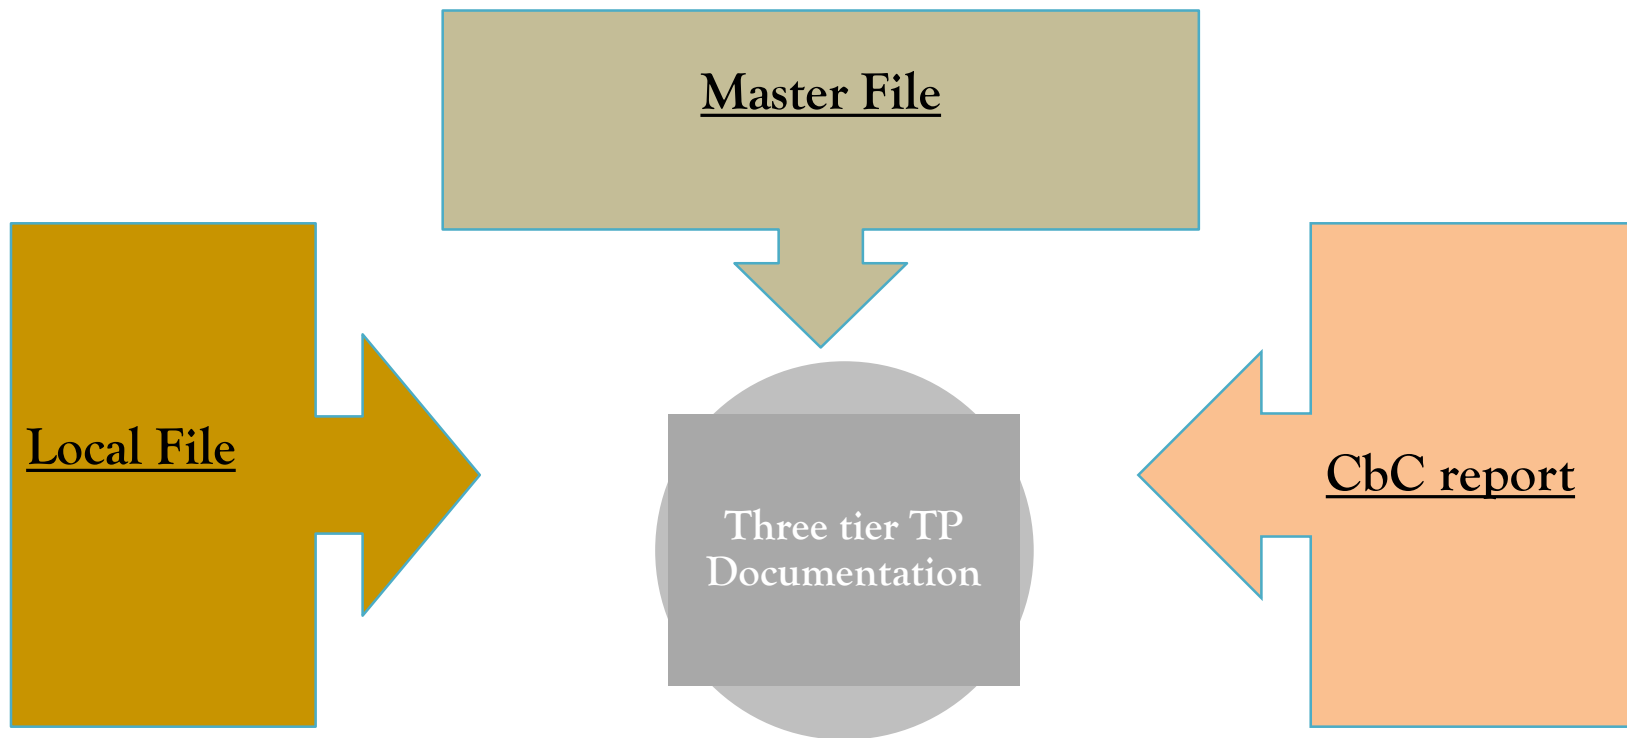 Master File
Local File
CbC report
Three tier TP
Documentation